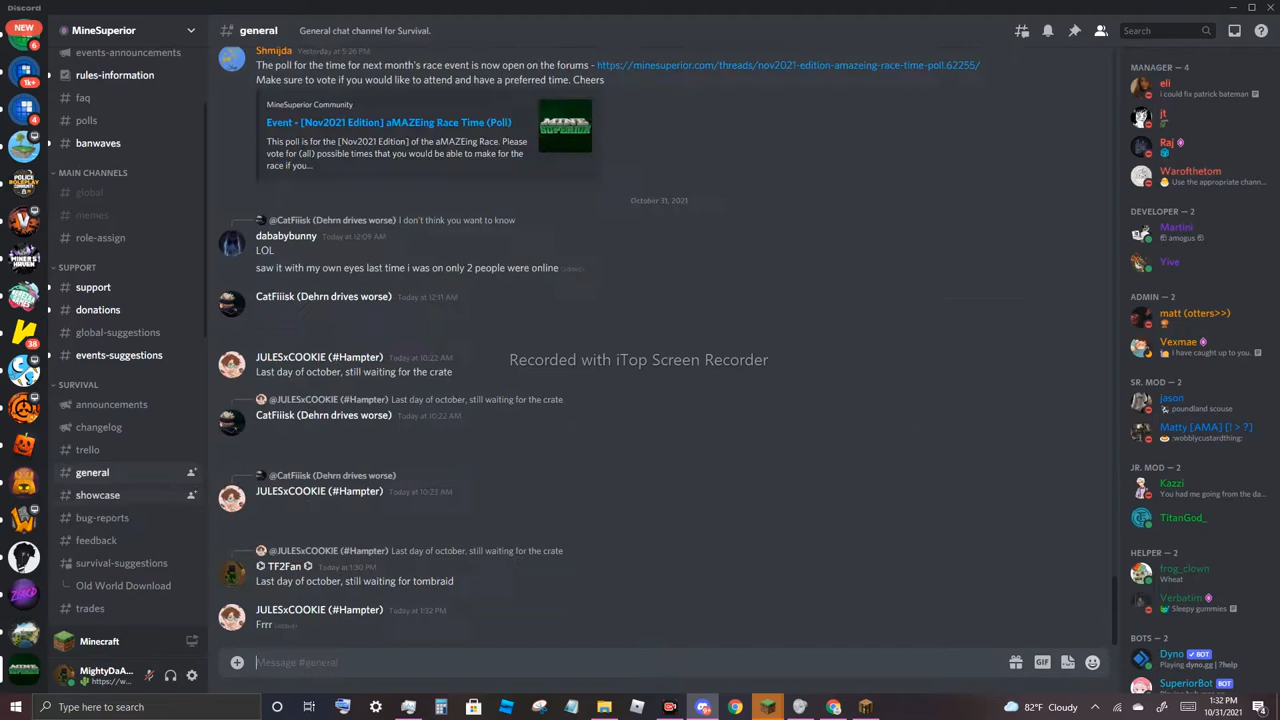 Discord
NEW
6
1k+
4
38
MineSuperior
events-announcements
rules-information
faq
polls
banwaves
MAIN CHANNELS
global
memes
role-assign
SUPPORT
support
donations
global-suggestions
events-suggestions
SURVIVAL
announcements
changelog
trello
general
showcase
bug-reports
feedback
survival-suggestions
Old World Download
trades
Minecraft
MightyDaA...
https://w...
general
General chat channel for Survival.
Search
Shmijda Yesterday at 5:26 PM
The poll for the time for next month's race event is now open on the forums - https://minesuperior.com/threads/nov2021-edition-amazeing-race-time-poll.62255/
Make sure to vote if you would like to attend and have a preferred time. Cheers
MineSuperior Community
Event - [Nov2021 Edition] aMAZEing Race Time (Poll)
This poll is for the [Nov2021 Edition] of the aMAZEing Race. Please
vote for (all) possible times that you would be able to make for the
race if you...
MINE
SUPERIOR
October 31, 2021
@CatFiiisk (Dehrn drives worse) I don't think you want to know
dababybunny Today at 12:09 AM
LOL
saw it with my own eyes last time i was on only 2 people were online (edited)
CatFiiisk (Dehrn drives worse) Today at 12:11 AM
JULESxCOOKIE (#Hampter) Today at 10:22 AM
Last day of october, still waiting for the crate
@JULESxCOOKIE (#Hampter) Last day of october, still waiting for the crate
CatFiiisk (Dehrn drives worse) Today at 10:22 AM
@CatFiiisk (Dehrn drives worse)
JULESxCOOKIE (#Hampter) Today at 10:23 AM
@JULESxCOOKIE (#Hampter) Last day of october, still waiting for the crate
TF2Fan Today at 1:30 PM
Last day of october, still waiting for tombraid
JULESxCOOKIE (#Hampter) Today at 1:32 PM
Frrr (edited)
Recorded with iTop Screen Recorder
Message #general
GIF
MANAGER — 4
eli
i could fix patrick bateman
jt
Raj
Warofthetom
Use the appropriate chann...
DEVELOPER — 2
Martini
amogus
Yive
ADMIN — 2
matt (otters>>)
Vexmae
I have caught up to you.
SR. MOD — 2
jason
poundland scouse
Matty [AMA] [! > ?]
:wobblycustardthing:
JR. MOD — 2
Kazzi
You had me going from the da...
TitanGod_
HELPER — 2
frog_clown
Wheat
Verbatim
Sleepy gummies
BOTS — 2
Dyno BOT
Playing dyno.gg | ?help
SuperiorBot BOT
Type here to search
82°F Cloudy
1:32 PM
10/31/2021